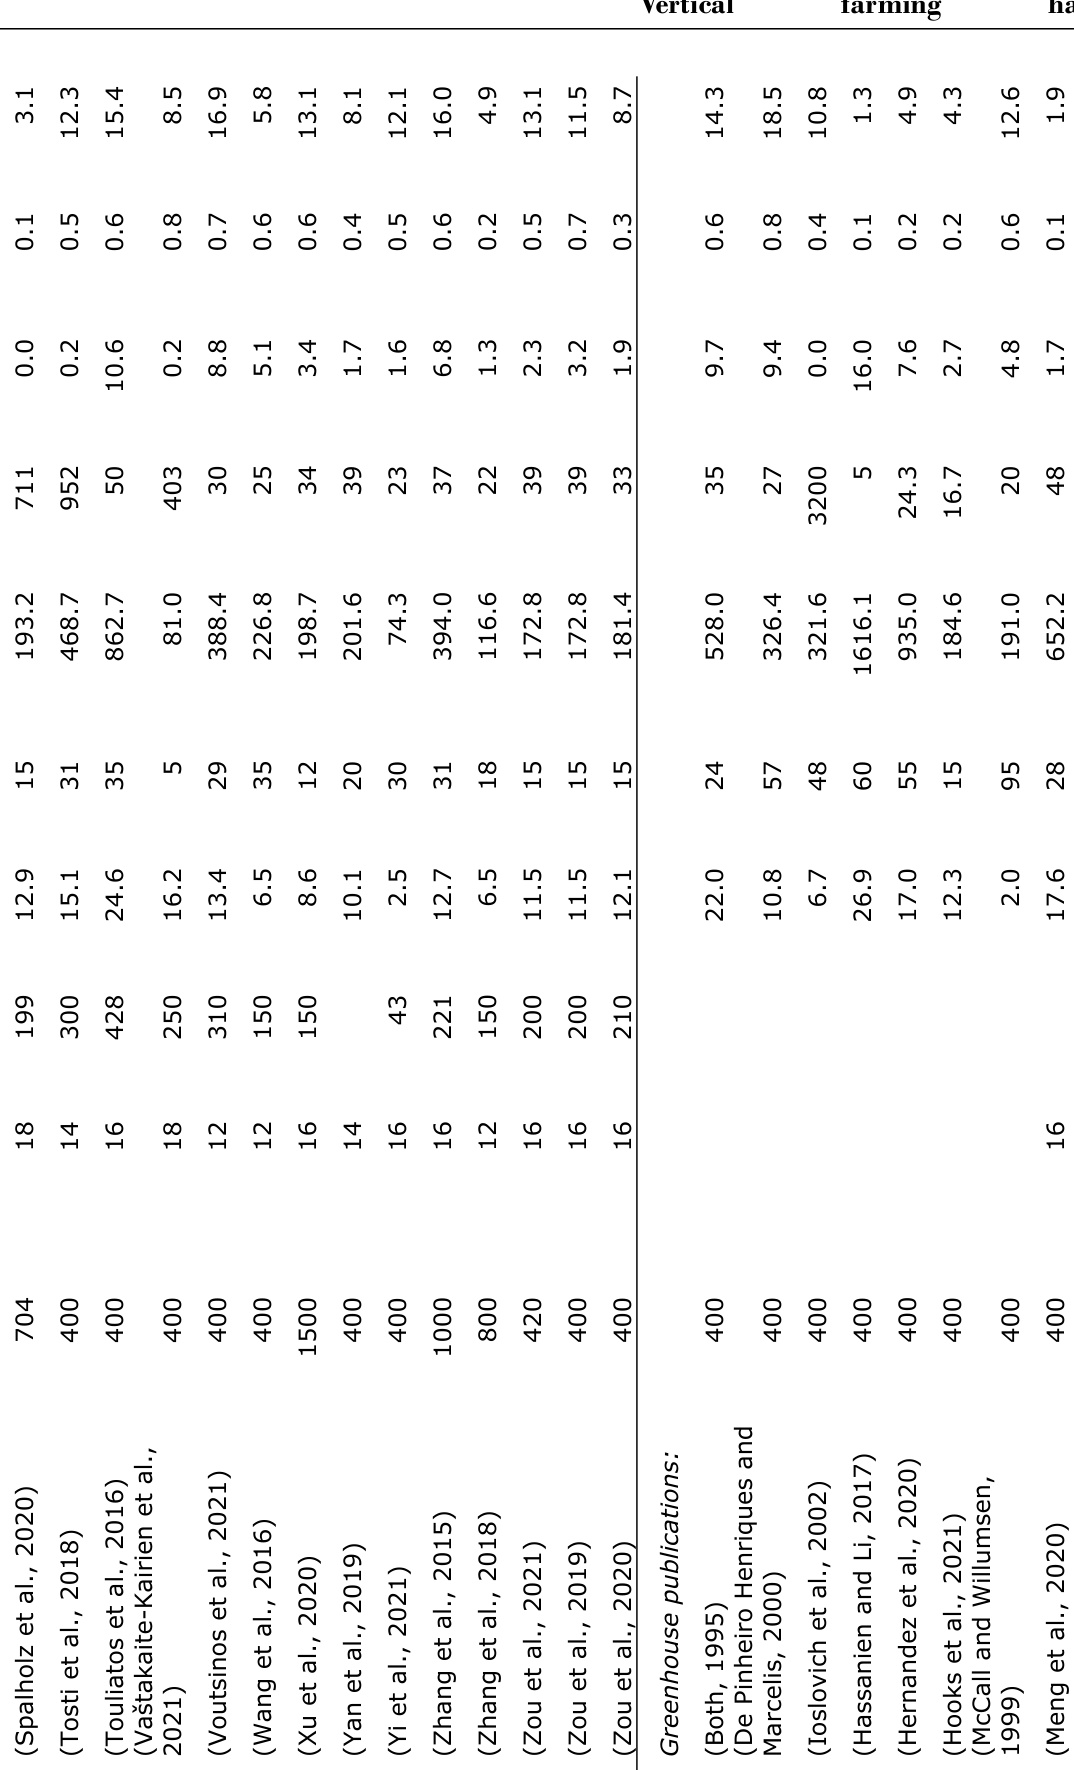 Vertical farming ha
(Spalholz et al., 2020) 704 18 199 12.9 15 193.2 711 0.0 0.1 3.1
(Tosti et al., 2018) 400 14 300 15.1 31 468.7 952 0.2 0.5 12.3
(Touliatos et al., 2016) 400 16 428 24.6 35 862.7 50 10.6 0.6 15.4
(Vaštakaite-Kairien et al.,
2021) 400 18 250 16.2 5 81.0 403 0.2 0.8 8.5
(Voutsinos et al., 2021) 400 12 310 13.4 29 388.4 30 8.8 0.7 16.9
(Wang et al., 2016) 400 12 150 6.5 35 226.8 25 5.1 0.6 5.8
(Xu et al., 2020) 1500 16 150 8.6 12 198.7 34 3.4 0.6 13.1
(Yan et al., 2019) 400 14 10.1 20 201.6 39 1.7 0.4 8.1
(Yi et al., 2021) 400 16 43 2.5 30 74.3 23 1.6 0.5 12.1
(Zhang et al., 2015) 1000 16 221 12.7 31 394.0 37 6.8 0.6 16.0
(Zhang et al., 2018) 800 12 150 6.5 18 116.6 22 1.3 0.2 4.9
(Zou et al., 2021) 420 16 200 11.5 15 172.8 39 2.3 0.5 13.1
(Zou et al., 2019) 400 16 200 11.5 15 172.8 39 3.2 0.7 11.5
(Zou et al., 2020) 400 16 210 12.1 15 181.4 33 1.9 0.3 8.7
Greenhouse publications:
(Both, 1995) 400 22.0 24 528.0 35 9.7 0.6 14.3
(De Pinheiro Henriques and
Marcelis, 2000) 400 10.8 57 326.4 27 9.4 0.8 18.5
(Ioslovich et al., 2002) 400 6.7 48 321.6 3200 0.0 0.4 10.8
(Hassanien and Li, 2017) 400 26.9 60 1616.1 5 16.0 0.1 1.3
(Hernandez et al., 2020) 400 17.0 55 935.0 24.3 7.6 0.2 4.9
(Hooks et al., 2021) 400 12.3 15 184.6 16.7 2.7 0.2 4.3
(McCall and Willumsen,
1999) 400 2.0 95 191.0 20 4.8 0.6 12.6
(Meng et al., 2020) 400 16 17.6 28 652.2 48 1.7 0.1 1.9